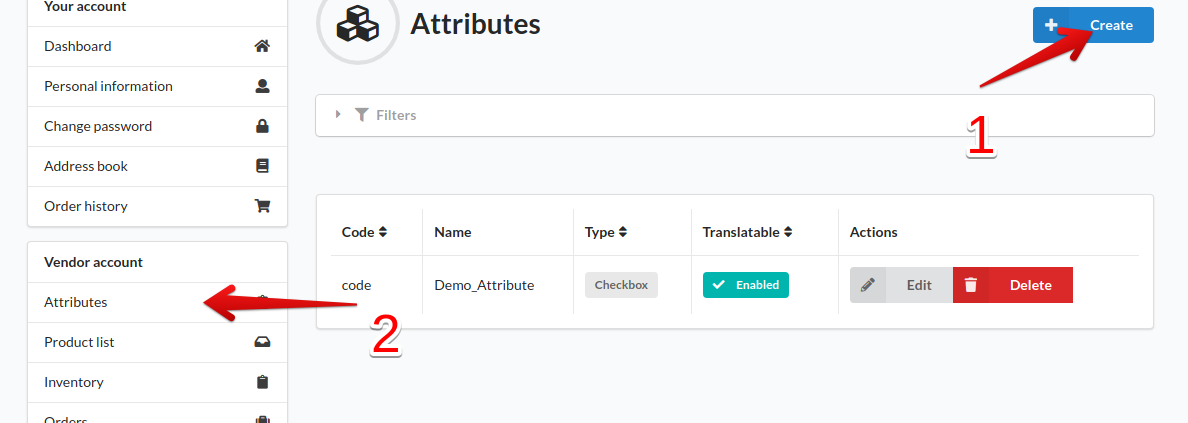 Your account
Dashboard
Personal information
Change password
Address book
Order history
Vendor account
Attributes
Product list
Inventory
Orders
Attributes
Create
1
Filters
Code Name Type Translatable Actions
code Demo_Attribute Checkbox Enabled Edit Delete
2